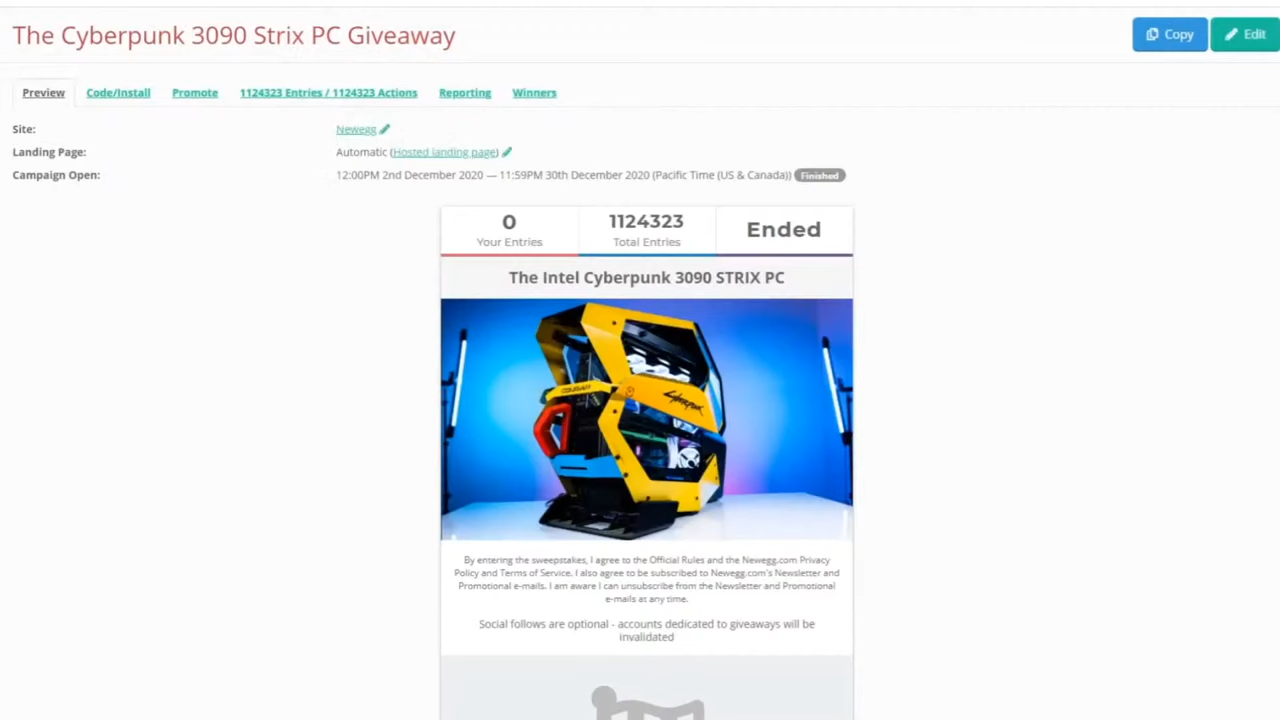 The Cyberpunk 3090 Strix PC Giveaway
Copy
Edit
Preview
Code/Install
Promote
1124323 Entries / 1124323 Actions
Reporting
Winners
Site:
Newegg
Landing Page:
Automatic (Hosted landing page)
Campaign Open:
12:00PM 2nd December 2020 — 11:59PM 30th December 2020 (Pacific Time (US & Canada)) Finished
0
Your Entries
1124323
Total Entries
Ended
The Intel Cyberpunk 3090 STRIX PC
COUGAR
Cyberpunk
By entering the sweepstakes, I agree to the Official Rules and the Newegg.com Privacy
Policy and Terms of Service. I also agree to be subscribed to Newegg.com's Newsletter and
Promotional e-mails. I am aware I can unsubscribe from the Newsletter and Promotional
e-mails at any time.
Social follows are optional - accounts dedicated to giveaways will be
invalidated